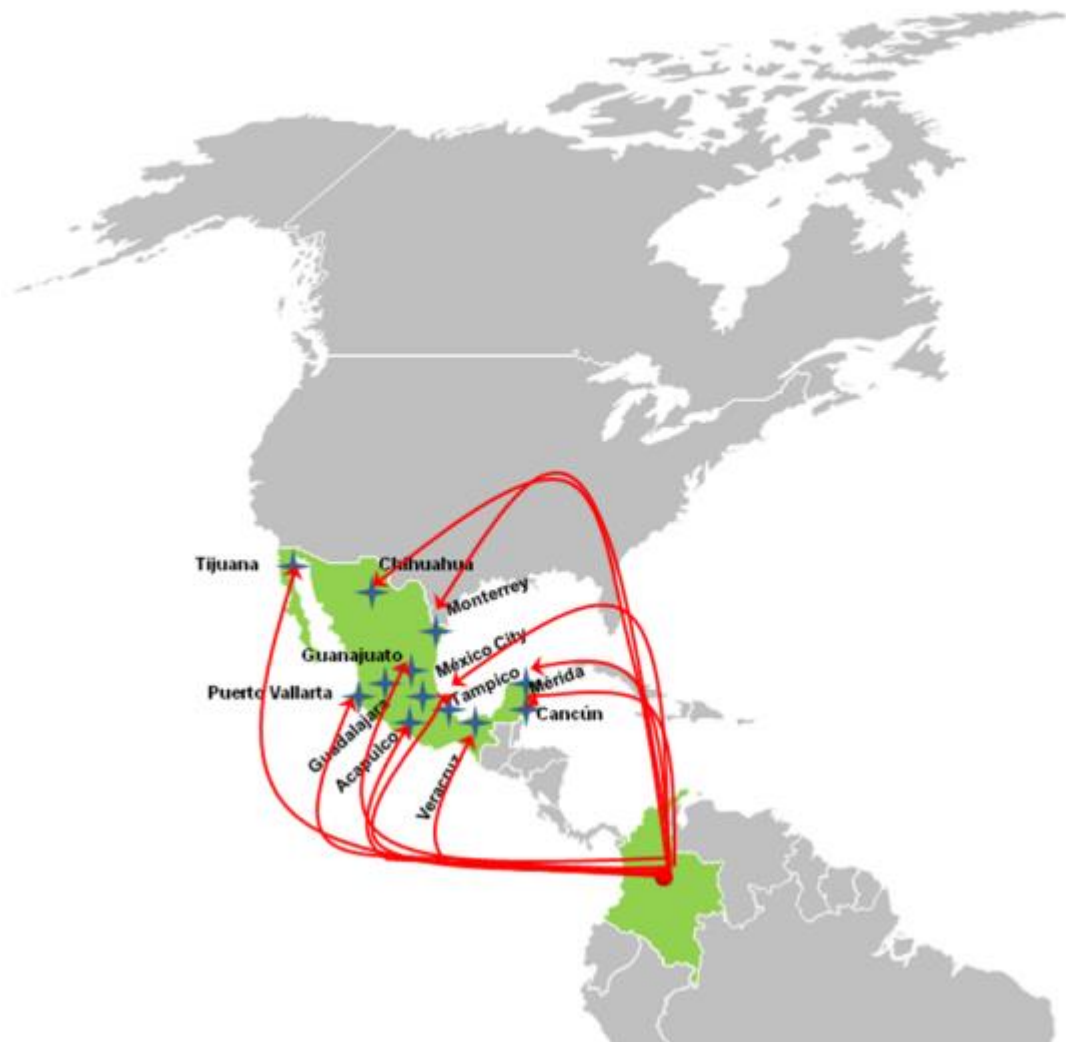 Tijuana
Chihuahua
Monterrey
Guanajuato
México City
Puerto Vallarta
Tampico
Mérida
Guadalajara
Acapulco
Cancún
Veracruz